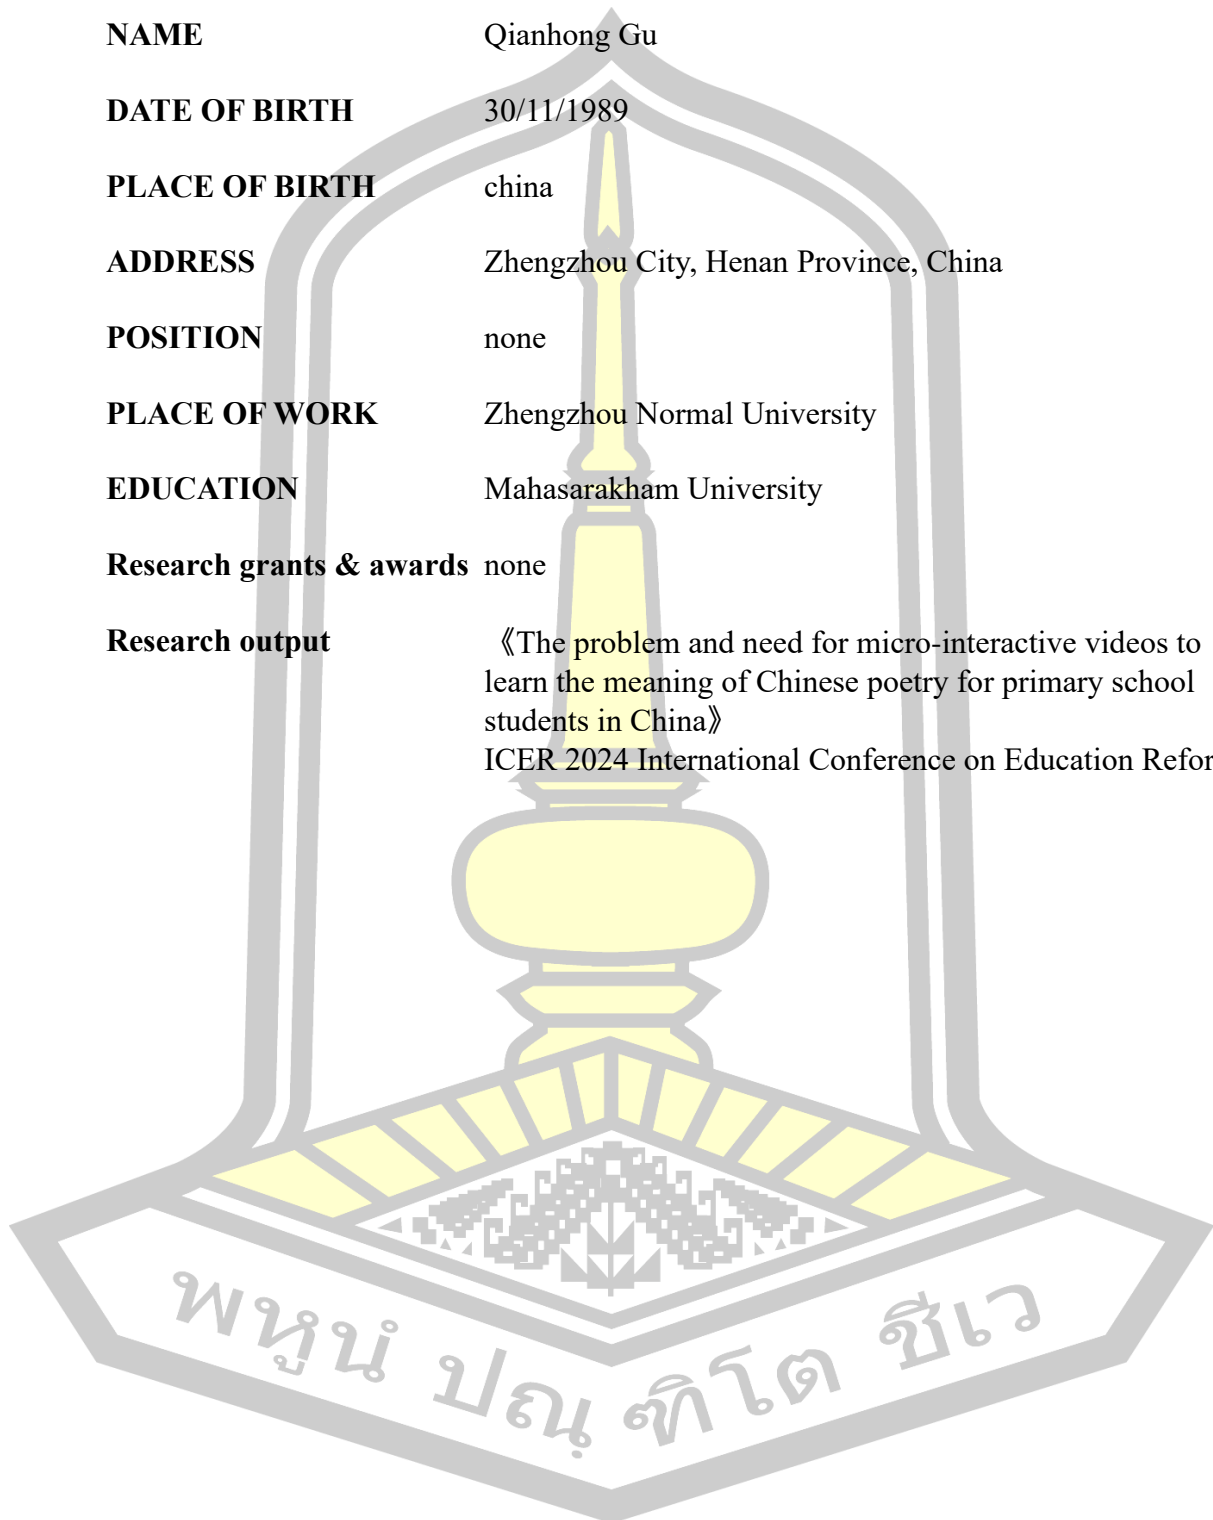 NAME Qianhong Gu
DATE OF BIRTH 30/11/1989
PLACE OF BIRTH china
ADDRESS Zhengzhou City, Henan Province, China
POSITION none
PLACE OF WORK Zhengzhou Normal University
EDUCATION Mahasarakham University
Research grants & awards none
Research output 《The problem and need for micro-interactive videos to
learn the meaning of Chinese poetry for primary school
students in China》
ICER 2024 International Conference on Education Refor
พหูนํ ปณฺฑิโต ชีเว